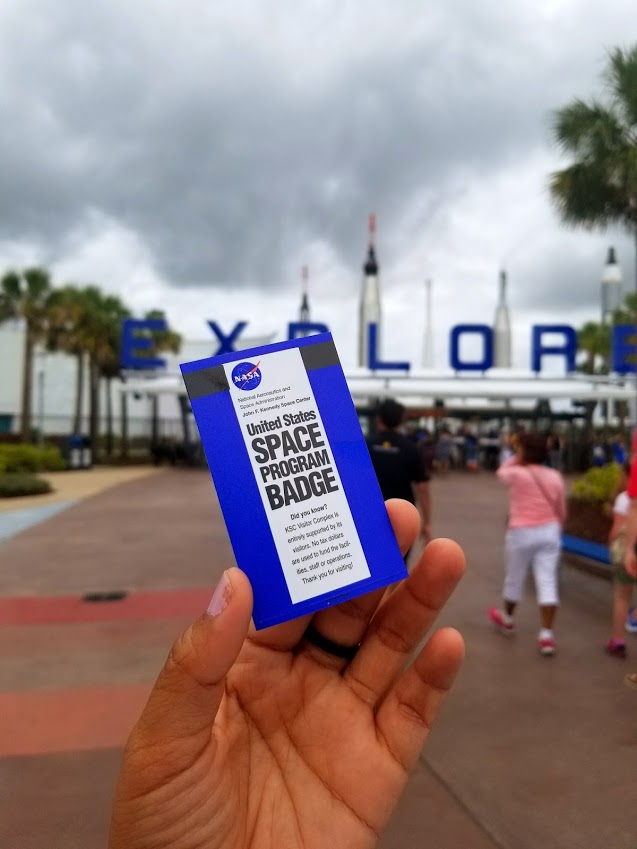 EXPLORE
NASA
National Aeronautics and
Space Administration
John F. Kennedy Space Center
United States
SPACE
PROGRAM
BADGE
Did you know?
KSC Visitor Complex is
entirely supported by its
visitors. No tax dollars
are used to fund the facil-
ities, staff or operations.
Thank you for visiting!